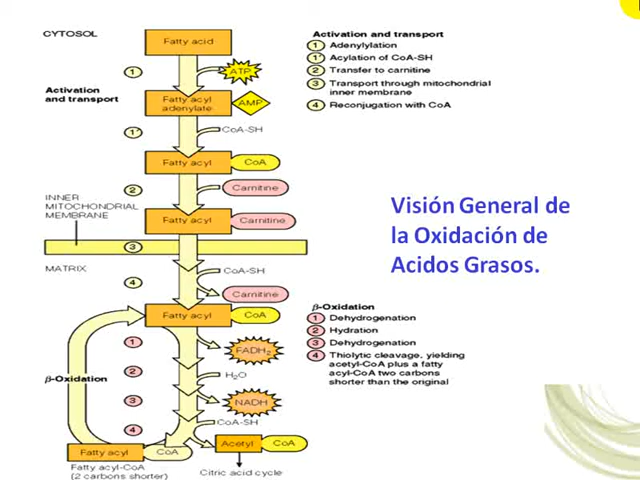 CYTOSOL
Fatty acid
1
ATP
Activation
and transport
Fatty acyl
adenylate
AMP
1'
CoA-SH
Fatty acyl
CoA
2
Carnitine
INNER
MITOCHONDRIAL
MEMBRANE
Fatty acyl
Carnitine
3
MATRIX
CoA-SH
4
Carnitine
Fatty acyl
CoA
1
FADH2
2
H2O
β-Oxidation
3
NADH
CoA-SH
4
Fatty acyl
CoA
Acetyl
CoA
Fatty acyl-CoA
(2 carbons shorter)
Citric acid cycle
Activation and transport
1 Adenylylation
1' Acylation of CoA-SH
2 Transfer to carnitine
3 Transport through mitochondrial
inner membrane
4 Reconjugation with CoA
Visión General de
la Oxidación de
Acidos Grasos.
β-Oxidation
1 Dehydrogenation
2 Hydration
3 Dehydrogenation
4 Thiolytic cleavage, yielding
acetyl-CoA plus a fatty
acyl-CoA two carbons
shorter than the original